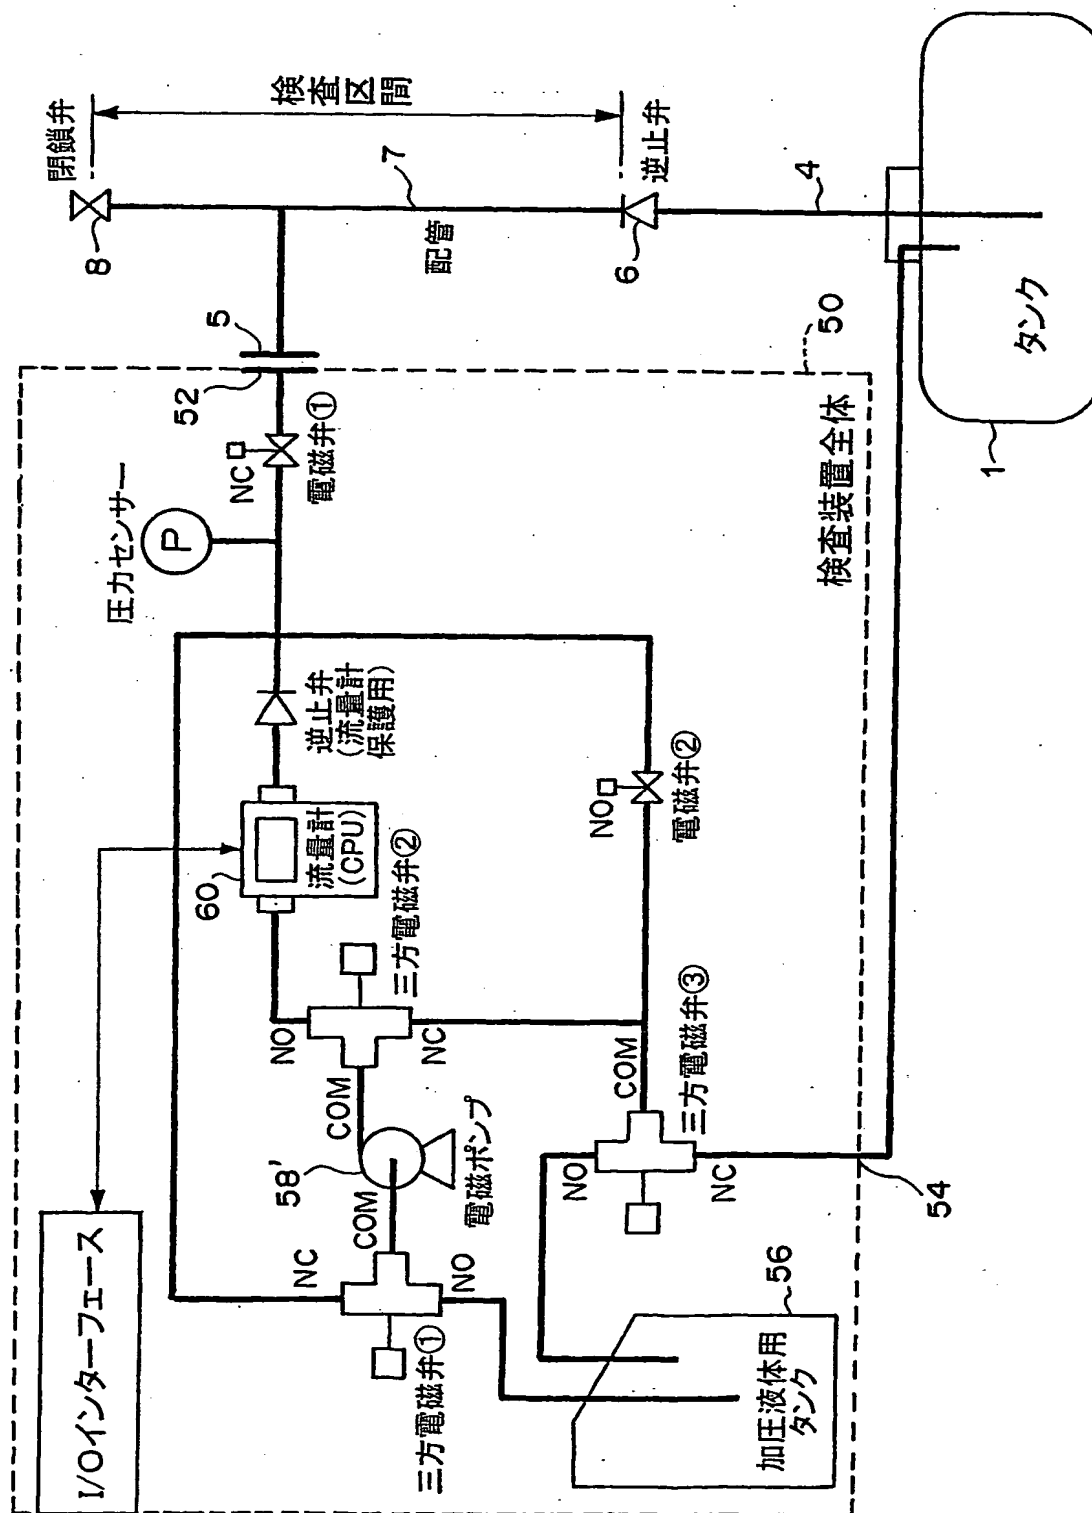 I/Oインターフェース
三方電磁弁①
NC
COM
NO
58'
電磁ポンプ
COM
NO
NC
三方電磁弁②
60
流量計
(CPU)
逆止弁
(流量計
保護用)
圧力センサー
P
NC
電磁弁①
52
5
閉鎖弁
8
検査
区間
7
配管
逆止弁
6
4
NO
電磁弁②
COM
三方電磁弁③
NO
NC
54
56
加圧液体用
タンク
検査装置全体
50
タンク
1